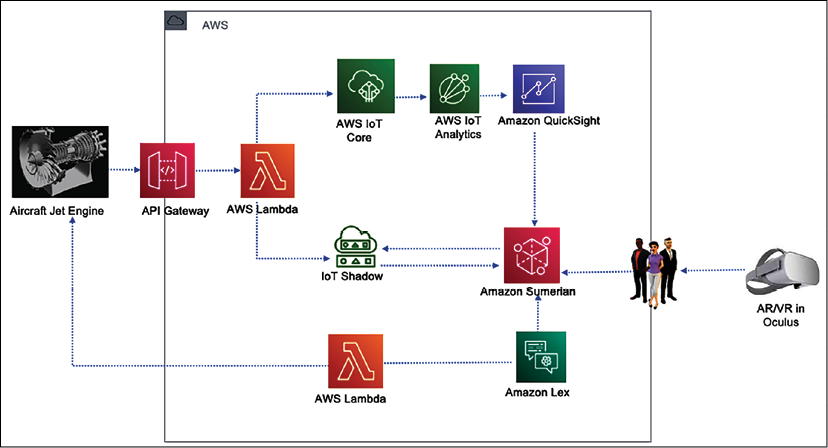 AWS
AWS IoT
Core
AWS IoT
Analytics
Amazon QuickSight
Aircraft Jet Engine
API Gateway
AWS Lambda
IoT Shadow
Amazon Sumerian
AR/VR in
Oculus
AWS Lambda
Amazon Lex